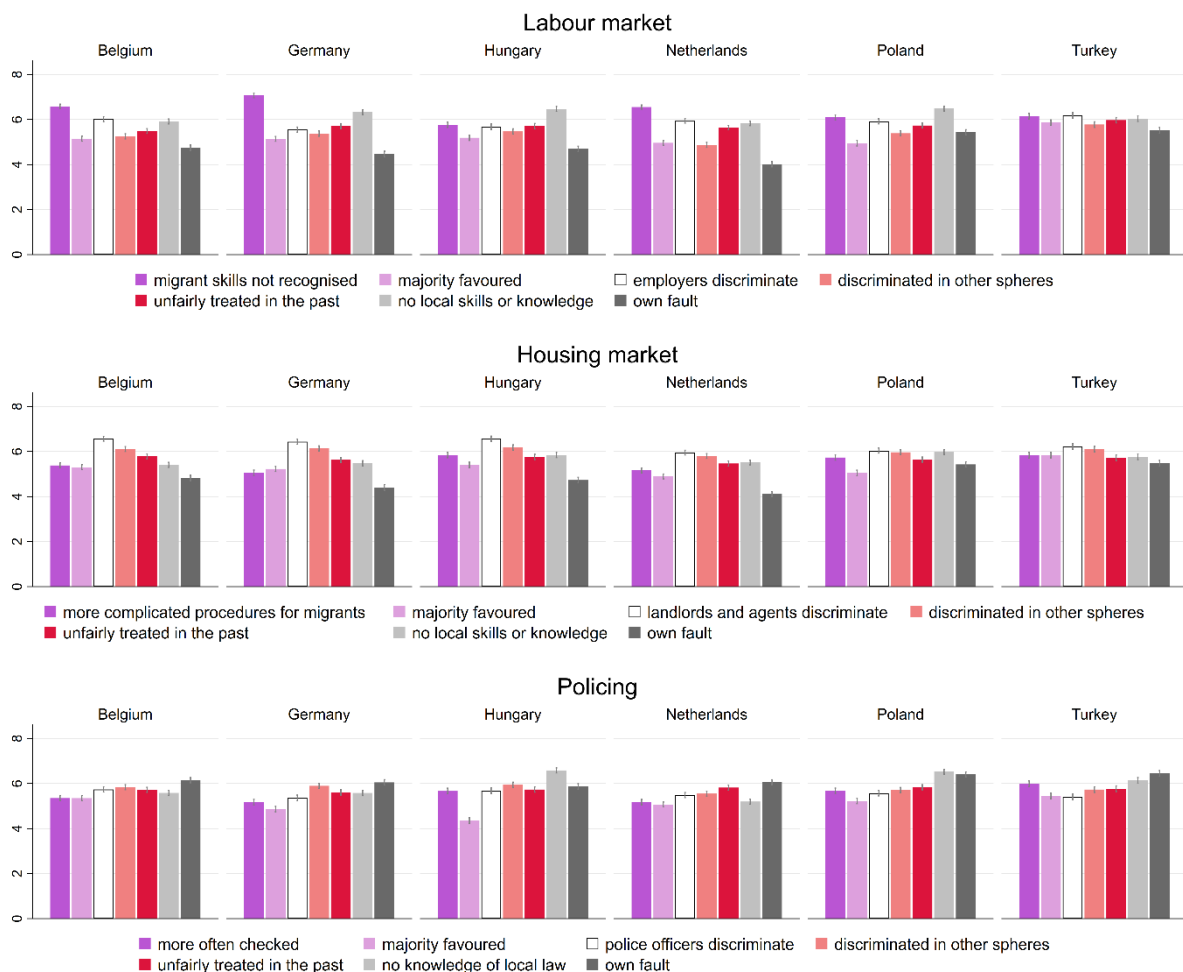 Labour market
Belgium Germany Hungary Netherlands Poland Turkey
8
6
4
2
0
migrant skills not recognised majority favoured employers discriminate discriminated in other spheres
unfairly treated in the past no local skills or knowledge own fault
Housing market
Belgium Germany Hungary Netherlands Poland Turkey
8
6
4
2
0
more complicated procedures for migrants majority favoured landlords and agents discriminate discriminated in other spheres
unfairly treated in the past no local skills or knowledge own fault
Policing
Belgium Germany Hungary Netherlands Poland Turkey
8
6
4
2
0
more often checked majority favoured police officers discriminate discriminated in other spheres
unfairly treated in the past no knowledge of local law own fault